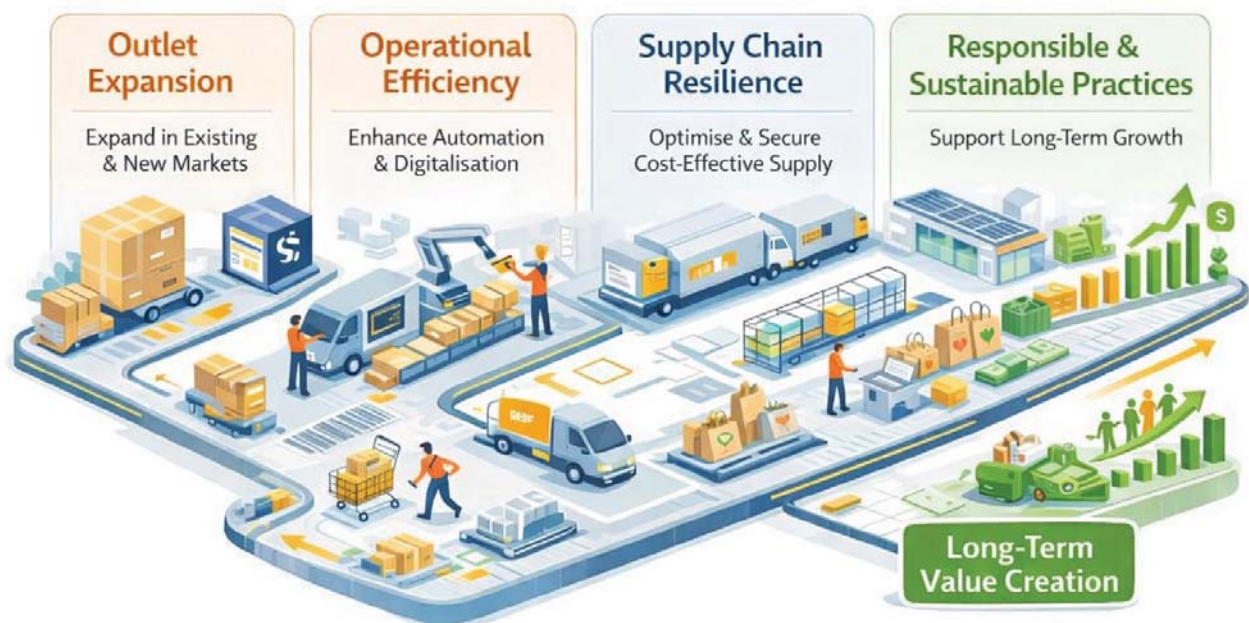 Outlet
Expansion
Expand in Existing
& New Markets
Operational
Efficiency
Enhance Automation
& Digitalisation
Supply Chain
Resilience
Optimise & Secure
Cost-Effective Supply
Responsible &
Sustainable Practices
Support Long-Term Growth
S
Long-Term
Value Creation